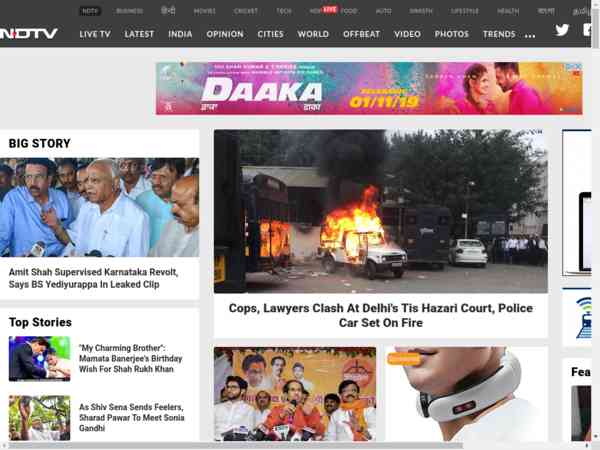 NDTV BUSINESS हिन्दी MOVIES CRICKET TECH HOP LIVE FOOD AUTO SWASTH LIFESTYLE HEALTH বাংলা தமிழ்
NDTV LIVE TV LATEST INDIA OPINION CITIES WORLD OFFBEAT VIDEO PHOTOS TRENDS ...
DAAKA
ਡਾਕਾ ڈاکا
01/11/19
BIG STORY
Amit Shah Supervised Karnataka Revolt,
Says BS Yediyurappa In Leaked Clip
Cops, Lawyers Clash At Delhi's Tis Hazari Court, Police
Car Set On Fire
Top Stories
"My Charming Brother":
Mamata Banerjee's Birthday
Wish For Shah Rukh Khan
As Shiv Sena Sends Feelers,
Sharad Pawar To Meet Sonia
Gandhi
Sponsored
Fea